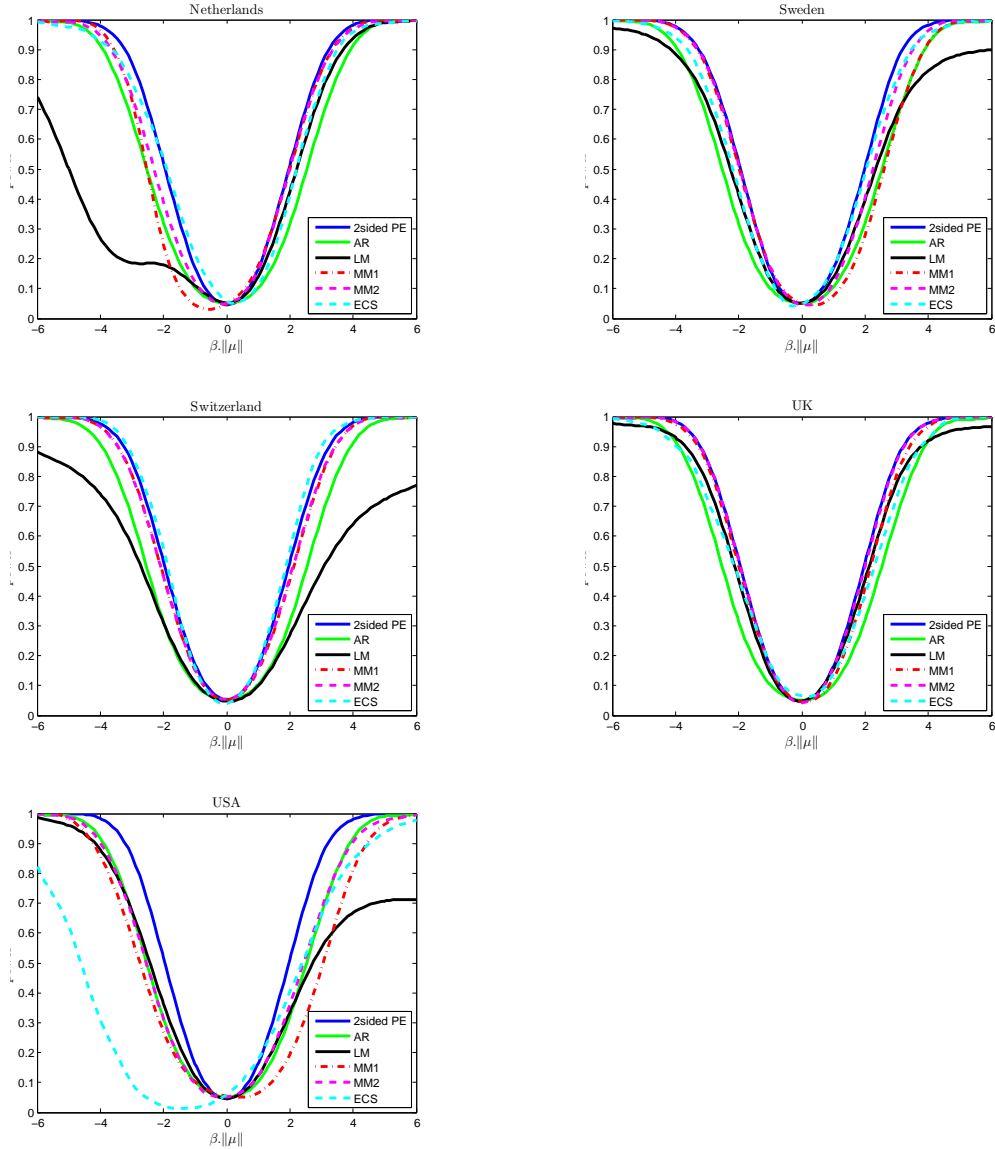 Netherlands
1
0.9
0.8
0.7
0.6
0.5
0.4
0.3
0.2
0.1
0
−6 −4 −2 0 2 4 6
β.‖μ‖
2sided PE
AR
LM
MM1
MM2
ECS
Sweden
1
0.9
0.8
0.7
0.6
0.5
0.4
0.3
0.2
0.1
0
−6 −4 −2 0 2 4 6
β.‖μ‖
2sided PE
AR
LM
MM1
MM2
ECS
Switzerland
1
0.9
0.8
0.7
0.6
0.5
0.4
0.3
0.2
0.1
0
−6 −4 −2 0 2 4 6
β.‖μ‖
2sided PE
AR
LM
MM1
MM2
ECS
UK
1
0.9
0.8
0.7
0.6
0.5
0.4
0.3
0.2
0.1
0
−6 −4 −2 0 2 4 6
β.‖μ‖
2sided PE
AR
LM
MM1
MM2
ECS
USA
1
0.9
0.8
0.7
0.6
0.5
0.4
0.3
0.2
0.1
0
−6 −4 −2 0 2 4 6
β.‖μ‖
2sided PE
AR
LM
MM1
MM2
ECS